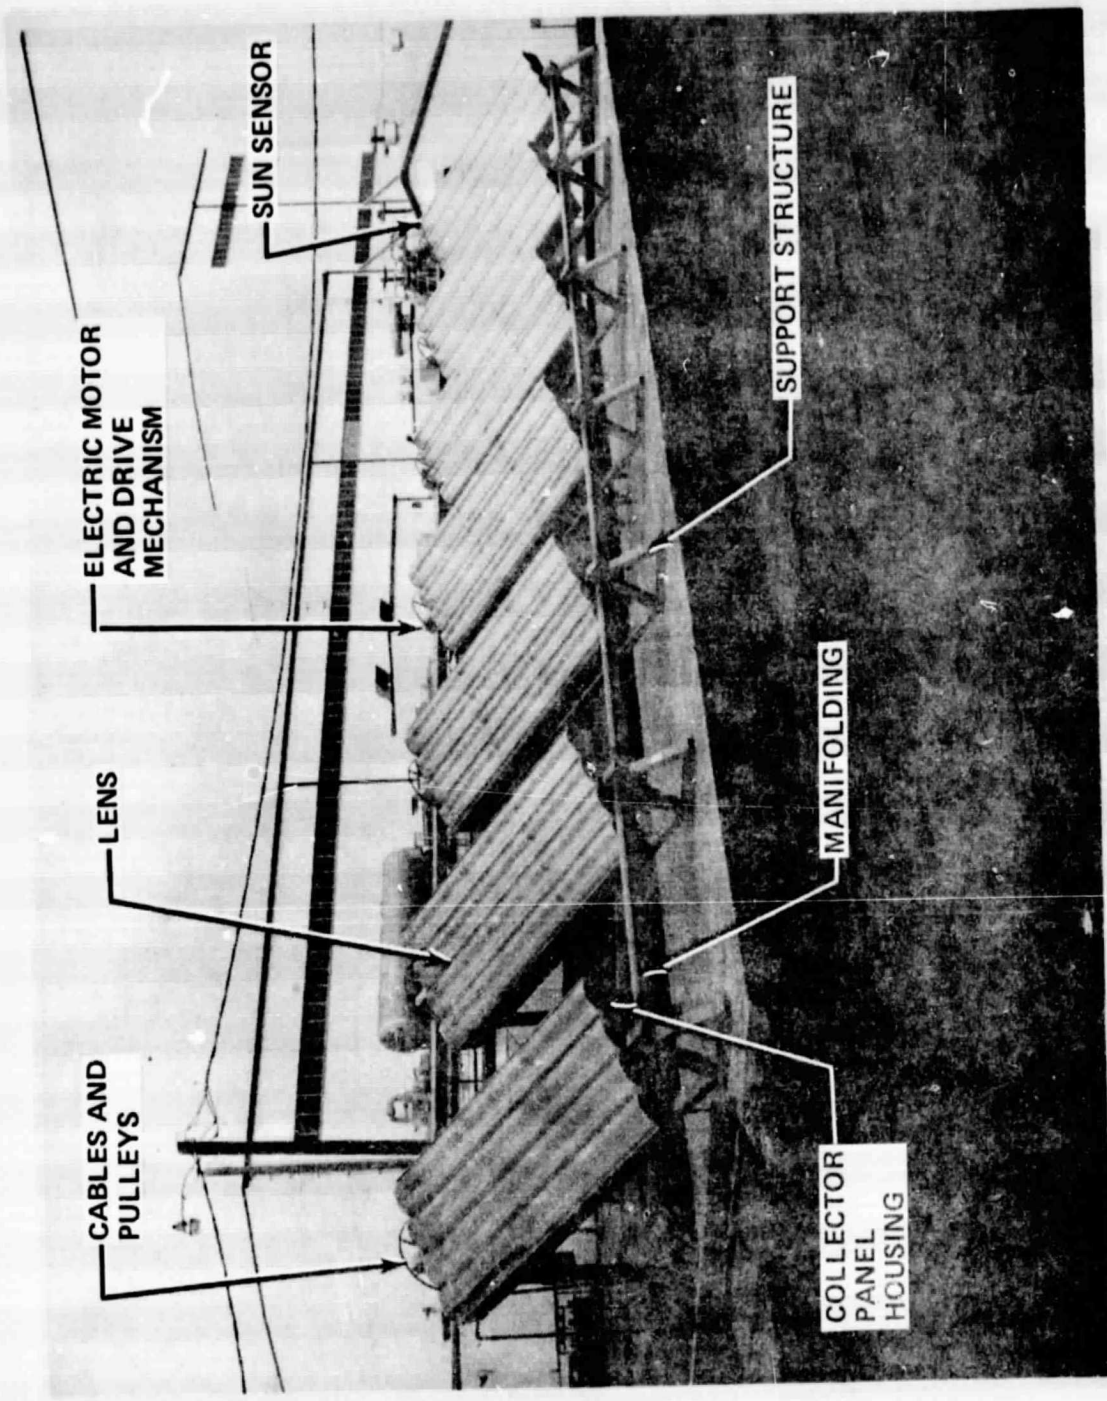 CABLES AND
PULLEYS
LENS
ELECTRIC MOTOR
AND DRIVE
MECHANISM
SUN SENSOR
COLLECTOR
PANEL
HOUSING
MANIFOLDING
SUPPORT STRUCTURE